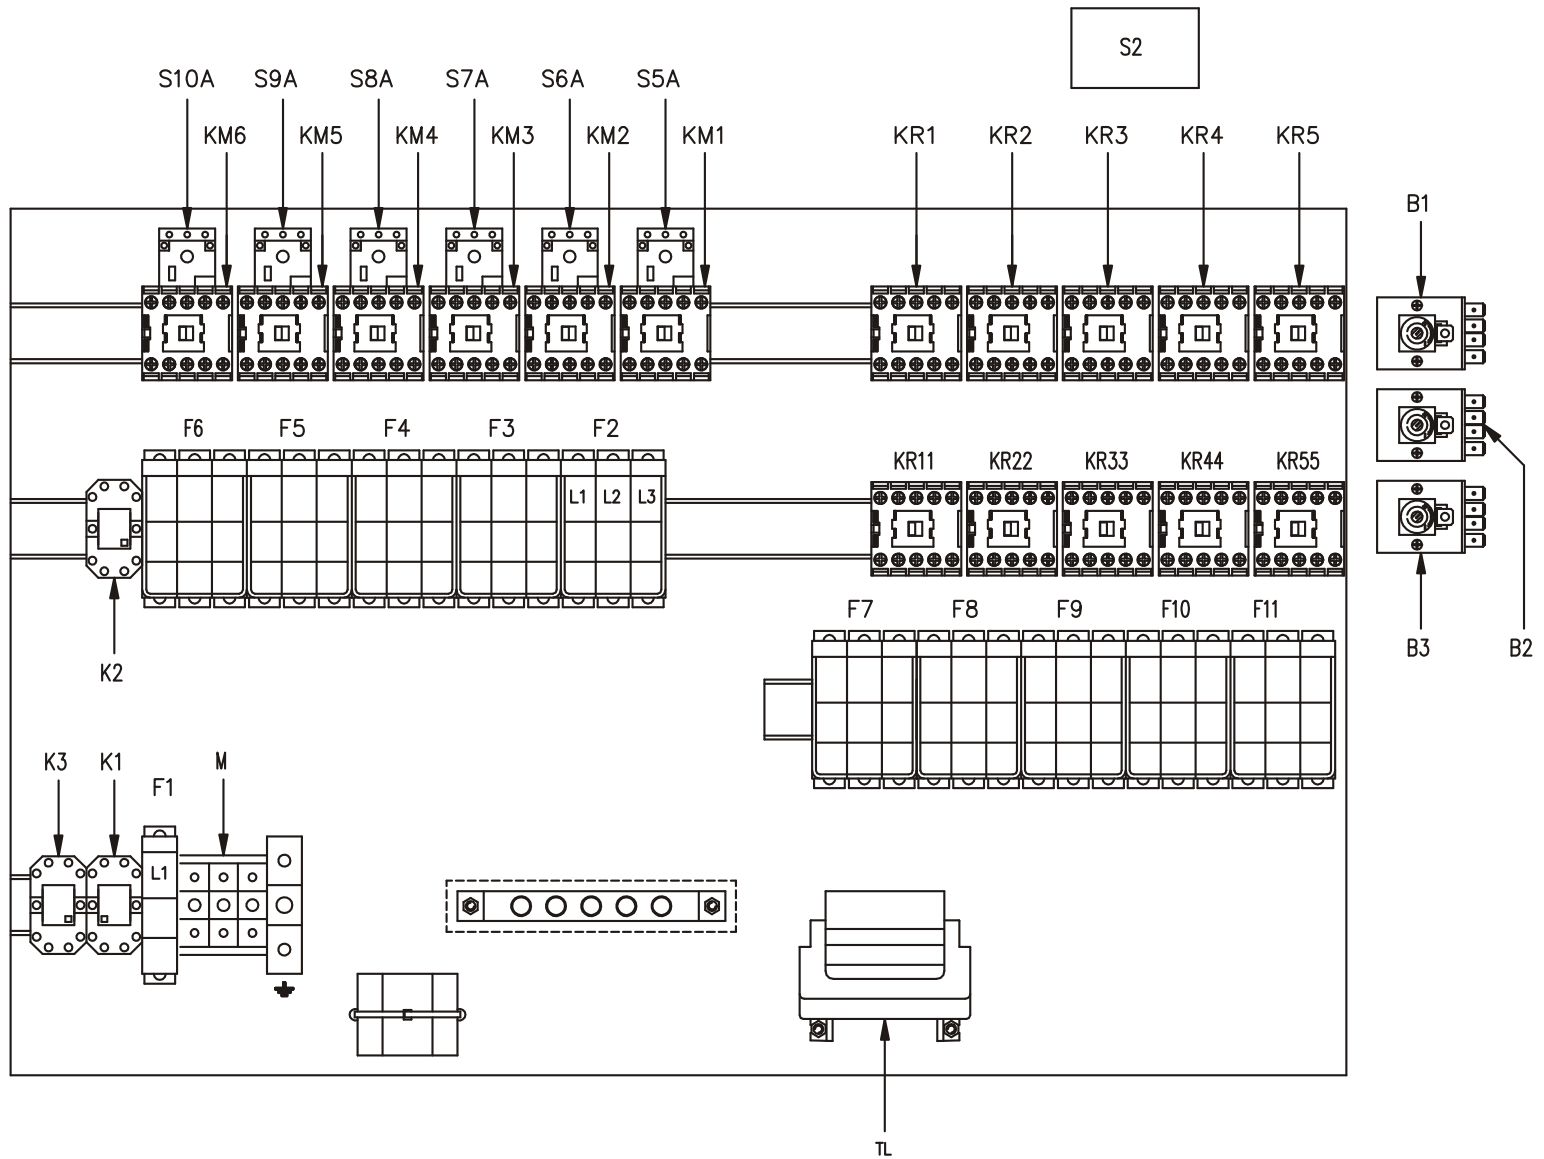 S2
S10A S9A S8A S7A S6A S5A
KM6 KM5 KM4 KM3 KM2 KM1 KR1 KR2 KR3 KR4 KR5
B1
F6 F5 F4 F3 F2
KR11 KR22 KR33 KR44 KR55
L1 L2 L3
F7 F8 F9 F10 F11
B3 B2
K2
K3 K1 M
F1
L1
TL